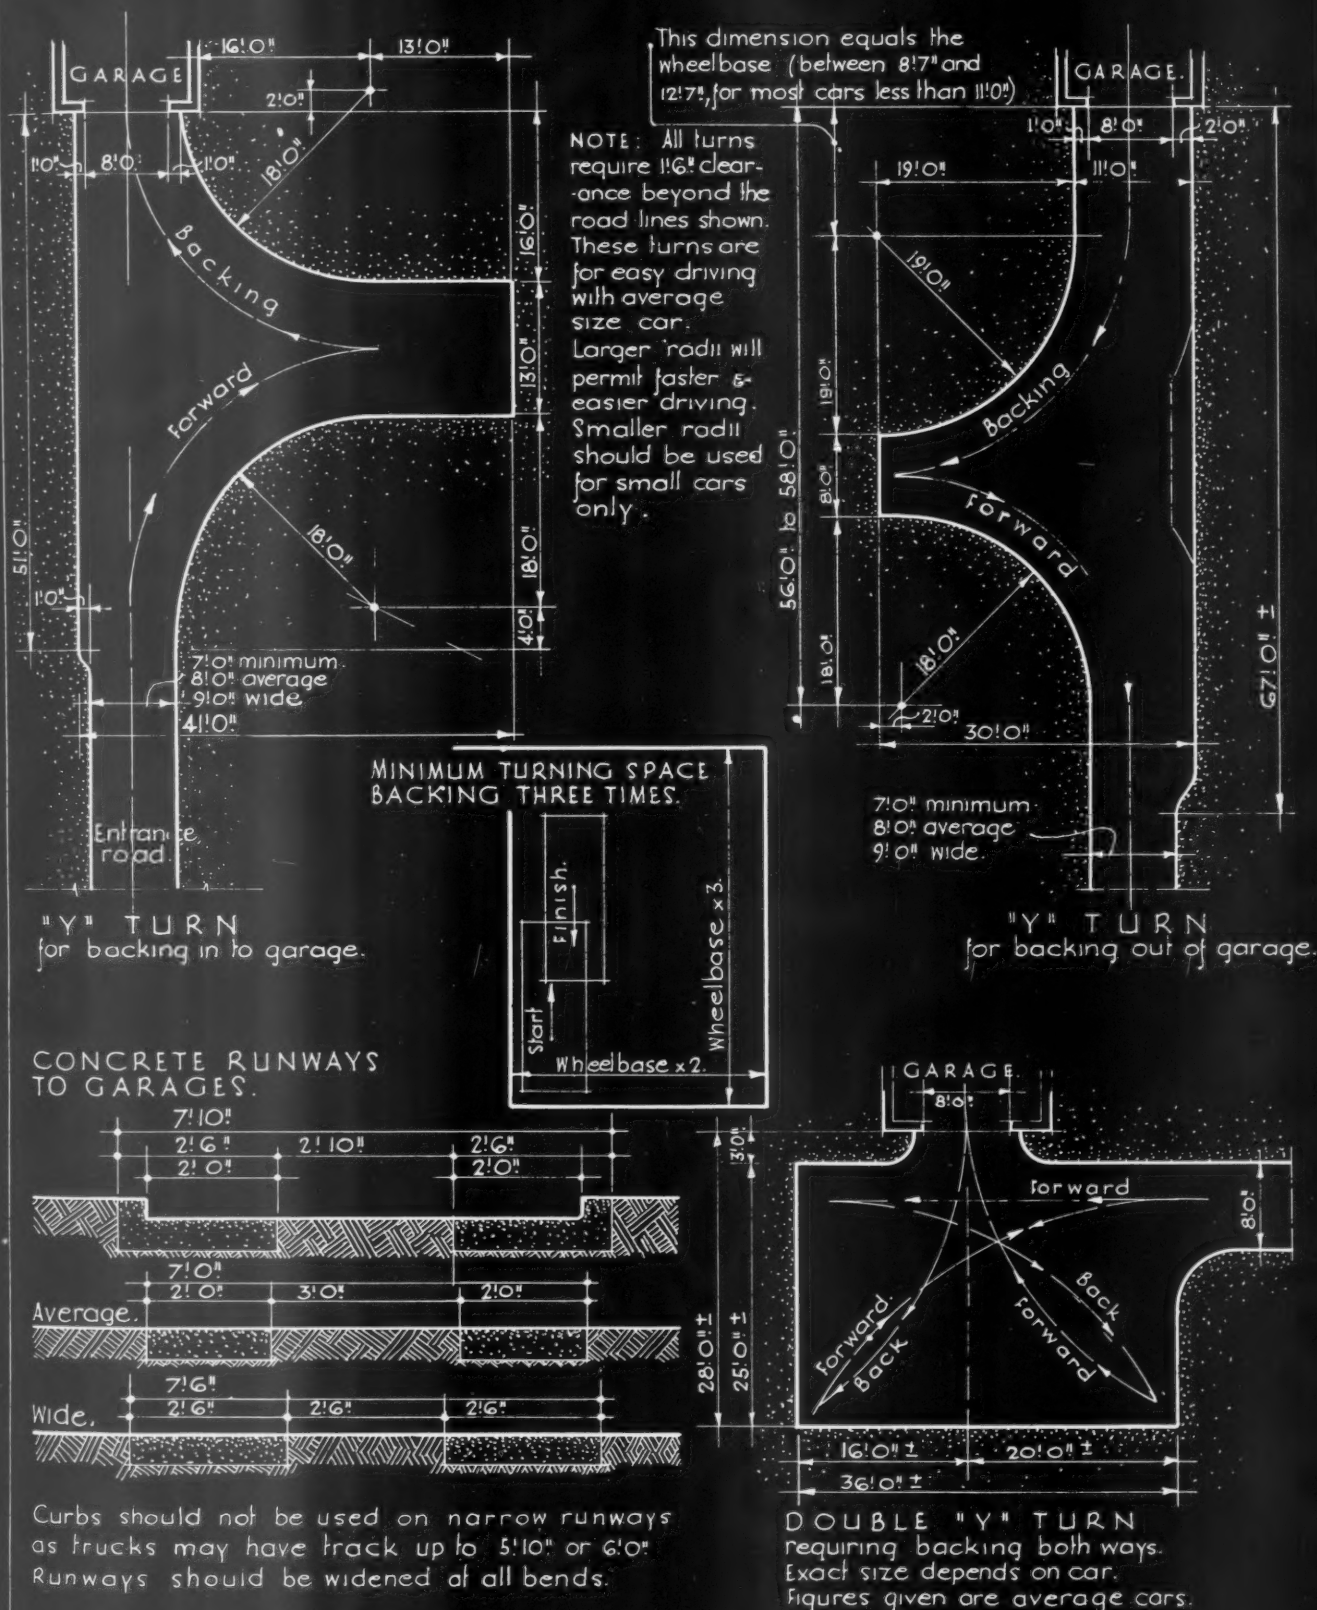 GARAGE
16'0"
13'0"
2'0"
18'0"
1'0"
8'0"
1'0"
Backing
16'0"
13'0"
Forward
51'0"
18'0"
18'0"
4'0"
1'0"
7'0" minimum
8'0" average
9'0" wide
41'0"
Entrance
road
"Y" TURN
for backing in to garage.
This dimension equals the
wheelbase (between 8'7" and
12'7", for most cars less than 11'0")
NOTE: All turns
require 1'6" clear-
-ance beyond the
road lines shown.
These turns are
for easy driving
with average
size car.
Larger radii will
permit faster &
easier driving.
Smaller radii
should be used
for small cars
only.
GARAGE.
1'0"
8'0"
2'0"
19'0"
11'0"
19'0"
19'0"
Backing
8'0"
Forward
56'0" to 58'0"
18'0"
18'0"
2'0"
30'0"
67'0" ±
7'0" minimum
8'0" average
9'0" wide.
"Y" TURN
for backing out of garage.
MINIMUM TURNING SPACE
BACKING THREE TIMES.
Finish.
Start
Wheelbase x 3.
Wheelbase x 2.
CONCRETE RUNWAYS
TO GARAGES.
7'10"
2'6"
2'10"
2'6"
2'0"
2'0"
7'0"
2'0"
3'0"
2'0"
Average.
7'6"
2'6"
2'6"
2'6"
Wide.
Curbs should not be used on narrow runways
as trucks may have track up to 5'10" or 6'0"
Runways should be widened at all bends.
GARAGE.
8'0"
3'0"
Forward
8'0"
28'0" ±
25'0" ±
Forward.
Back
Back
Forward
16'0" ±
20'0" ±
36'0" ±
DOUBLE "Y" TURN
requiring backing both ways.
Exact size depends on car.
Figures given are average cars.